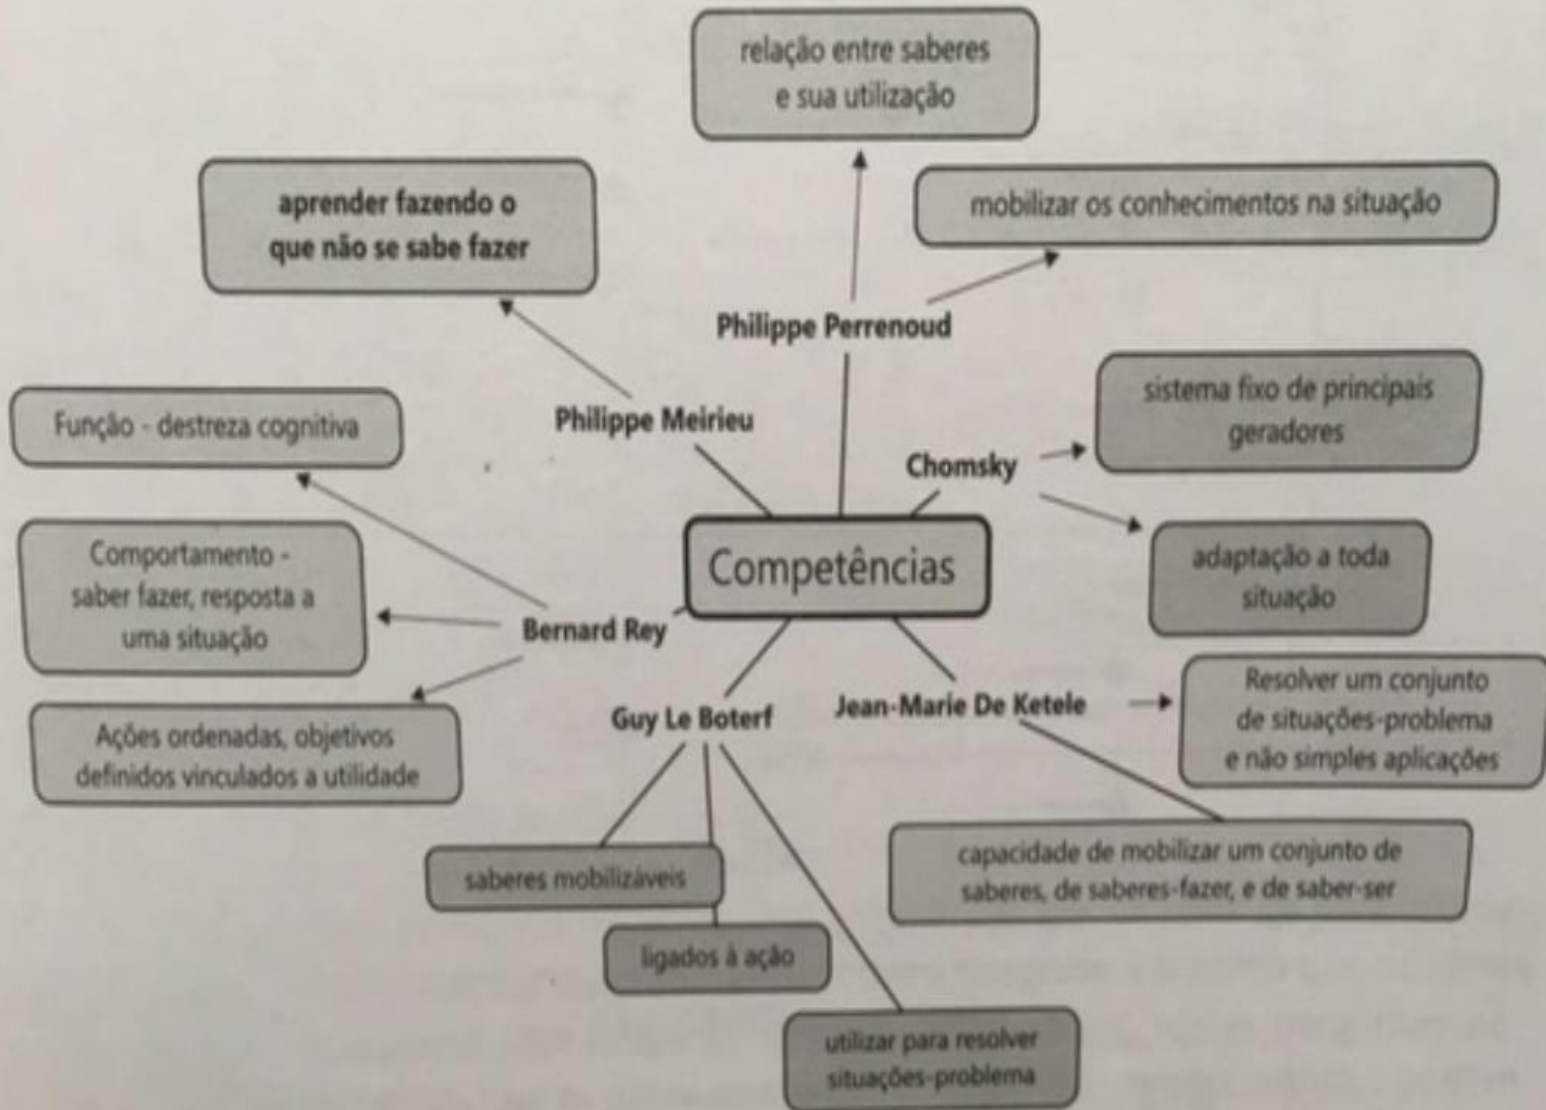 relação entre saberes
e sua utilização
aprender fazendo o
que não se sabe fazer
mobilizar os conhecimentos na situação
Philippe Perrenoud
Philippe Meirieu
sistema fixo de principais
geradores
Função - destreza cognitiva
Chomsky
Competências
Comportamento -
saber fazer, resposta a
uma situação
adaptação a toda
situação
Bernard Rey
Guy Le Boterf
Jean-Marie De Ketele
Resolver um conjunto
de situações-problema
e não simples aplicações
Ações ordenadas, objetivos
definidos vinculados a utilidade
saberes mobilizáveis
capacidade de mobilizar um conjunto de
saberes, de saberes-fazer, e de saber-ser
ligados à ação
utilizar para resolver
situações-problema